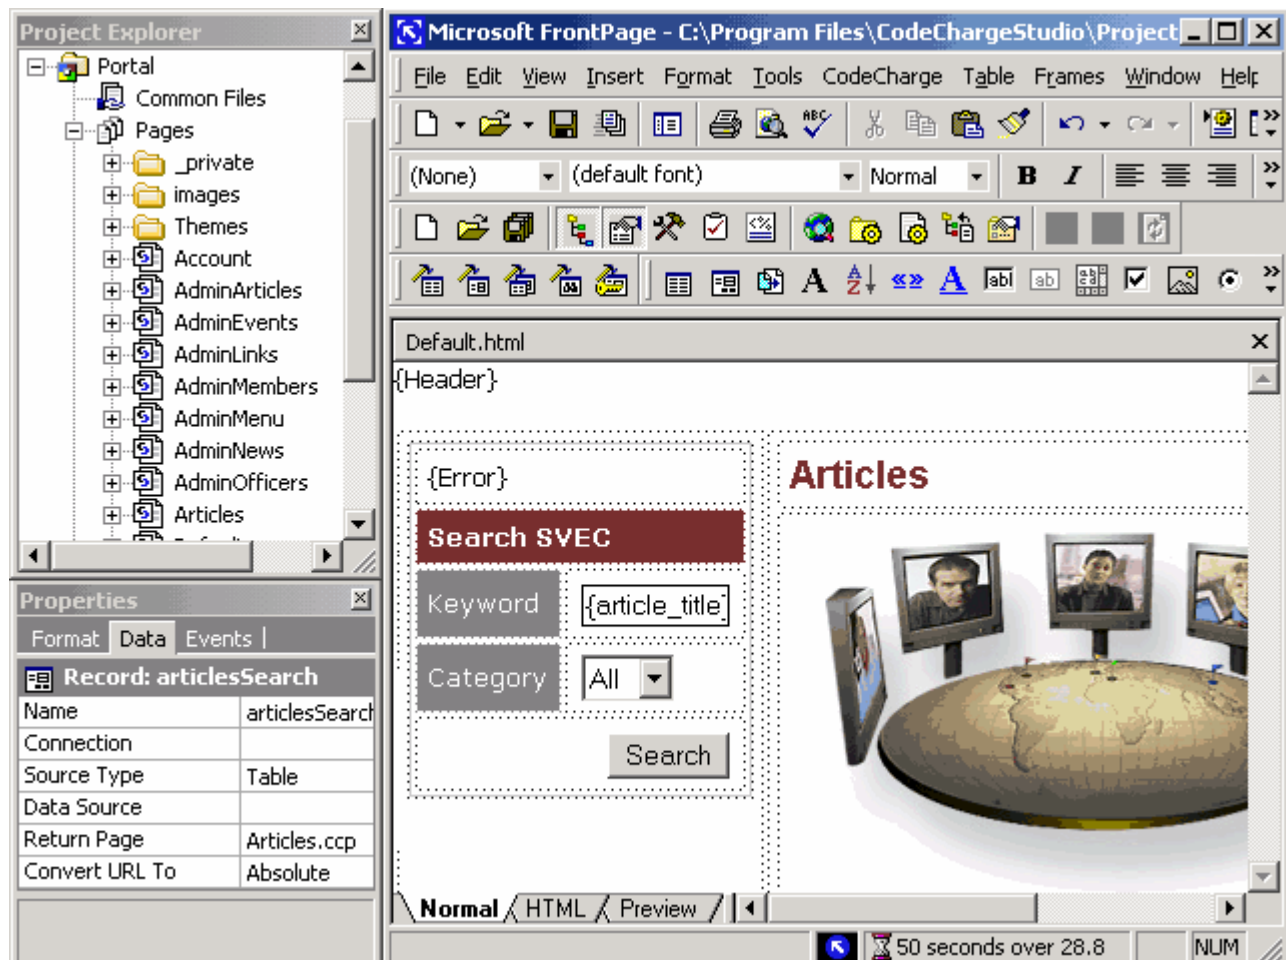 Project Explorer
Portal
Common Files
Pages
_private
images
Themes
Account
AdminArticles
AdminEvents
AdminLinks
AdminMembers
AdminMenu
AdminNews
AdminOfficers
Articles
Properties
Format Data Events
Record: articlesSearch
Name articlesSearch
Connection
Source Type Table
Data Source
Return Page Articles.ccp
Convert URL To Absolute
Microsoft FrontPage - C:\Program Files\CodeChargeStudio\Project
File Edit View Insert Format Tools CodeCharge Table Frames Window Help
ABC
(None) (default font) Normal B I
A A ab| ab
Default.html
{Header}
{Error}
Search SVEC
Keyword {article_title}
Category All
Search
Articles
Normal HTML Preview
50 seconds over 28.8 NUM